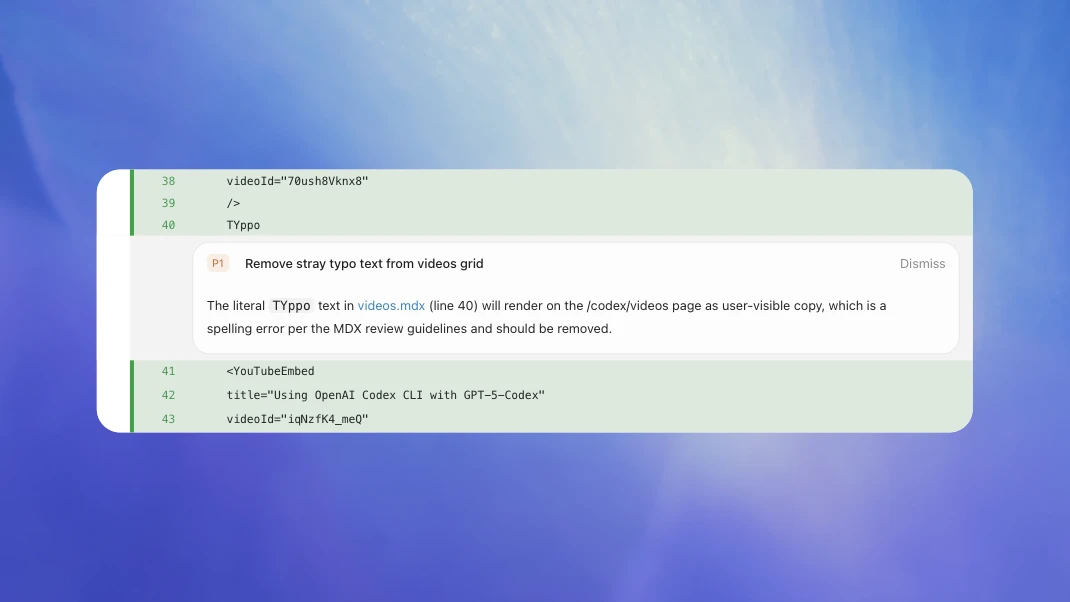 38 videoId="70ush8Vknx8"
39 />
40 TYppo
P1 Remove stray typo text from videos grid Dismiss
The literal TYppo text in videos.mdx (line 40) will render on the /codex/videos page as user-visible copy, which is a
spelling error per the MDX review guidelines and should be removed.
41 <YouTubeEmbed
42 title="Using OpenAI Codex CLI with GPT-5-Codex"
43 videoId="iqNzfK4_meQ"